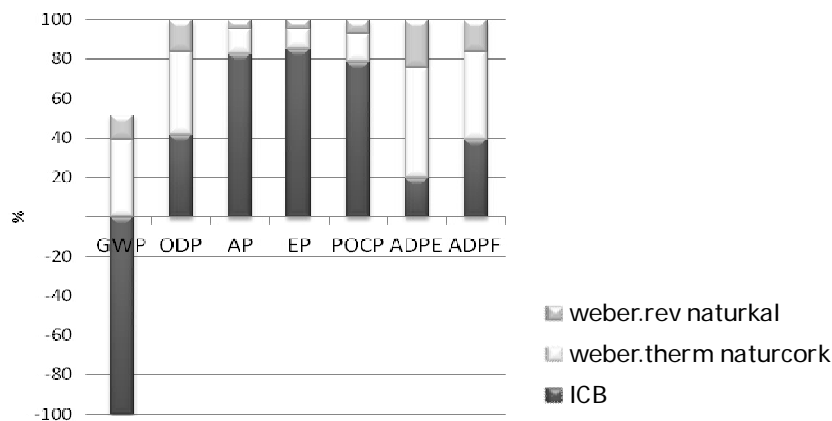 100
80
60
40
20
%
GWP ODP AP EP POCP ADPE ADPF
-20
-40
-60
-80
-100
weber.rev naturkal
weber.therm naturcork
ICB